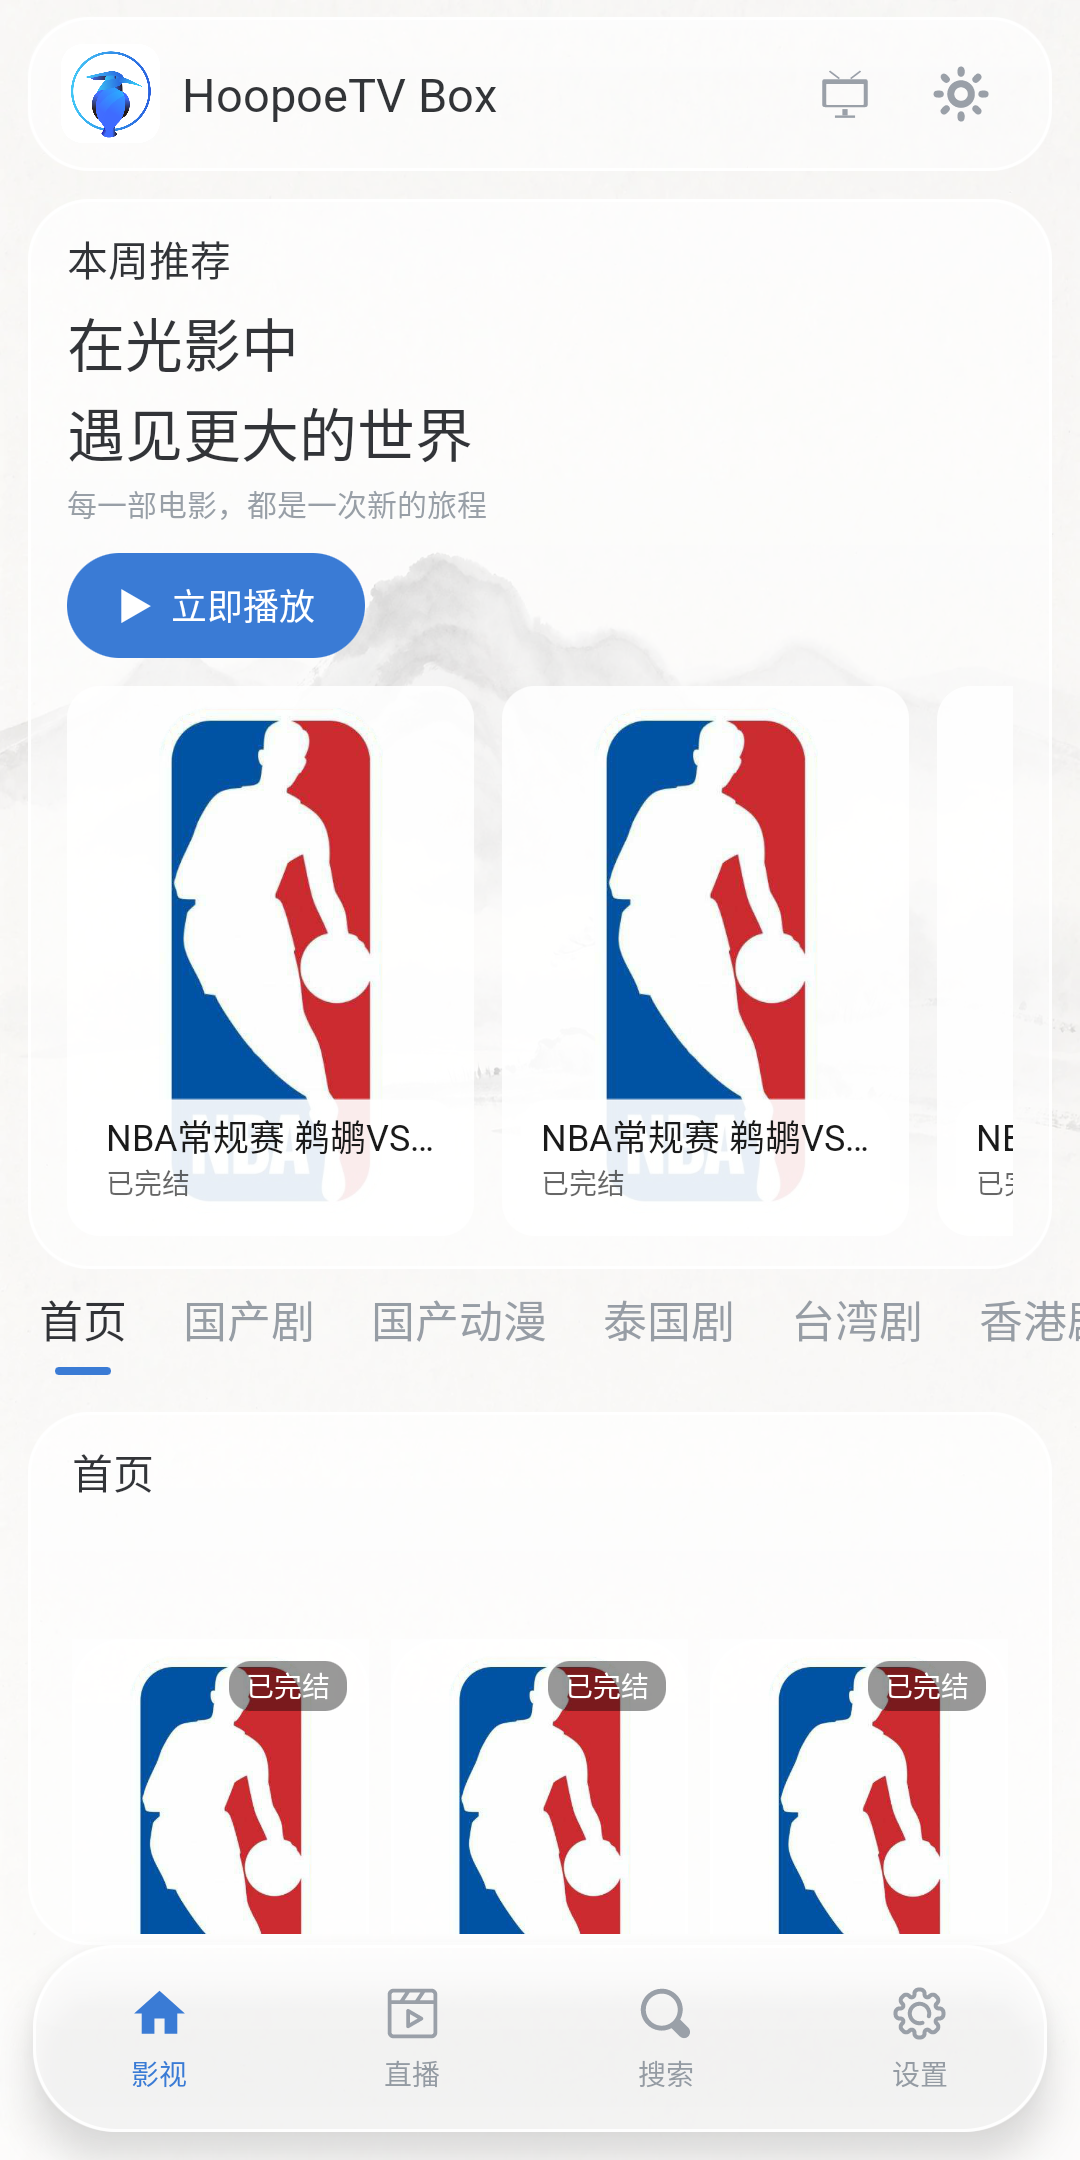 HoopoeTV Box
本周推荐
在光影中
遇见更大的世界
每一部电影，都是一次新的旅程
立即播放
NBA
NBA常规赛 鹈鹕VS...
已完结
NBA
NBA常规赛 鹈鹕VS...
已完结
首页
国产剧
国产动漫
泰国剧
台湾剧
香港
首页
已完结
已完结
已完结
影视
直播
搜索
设置